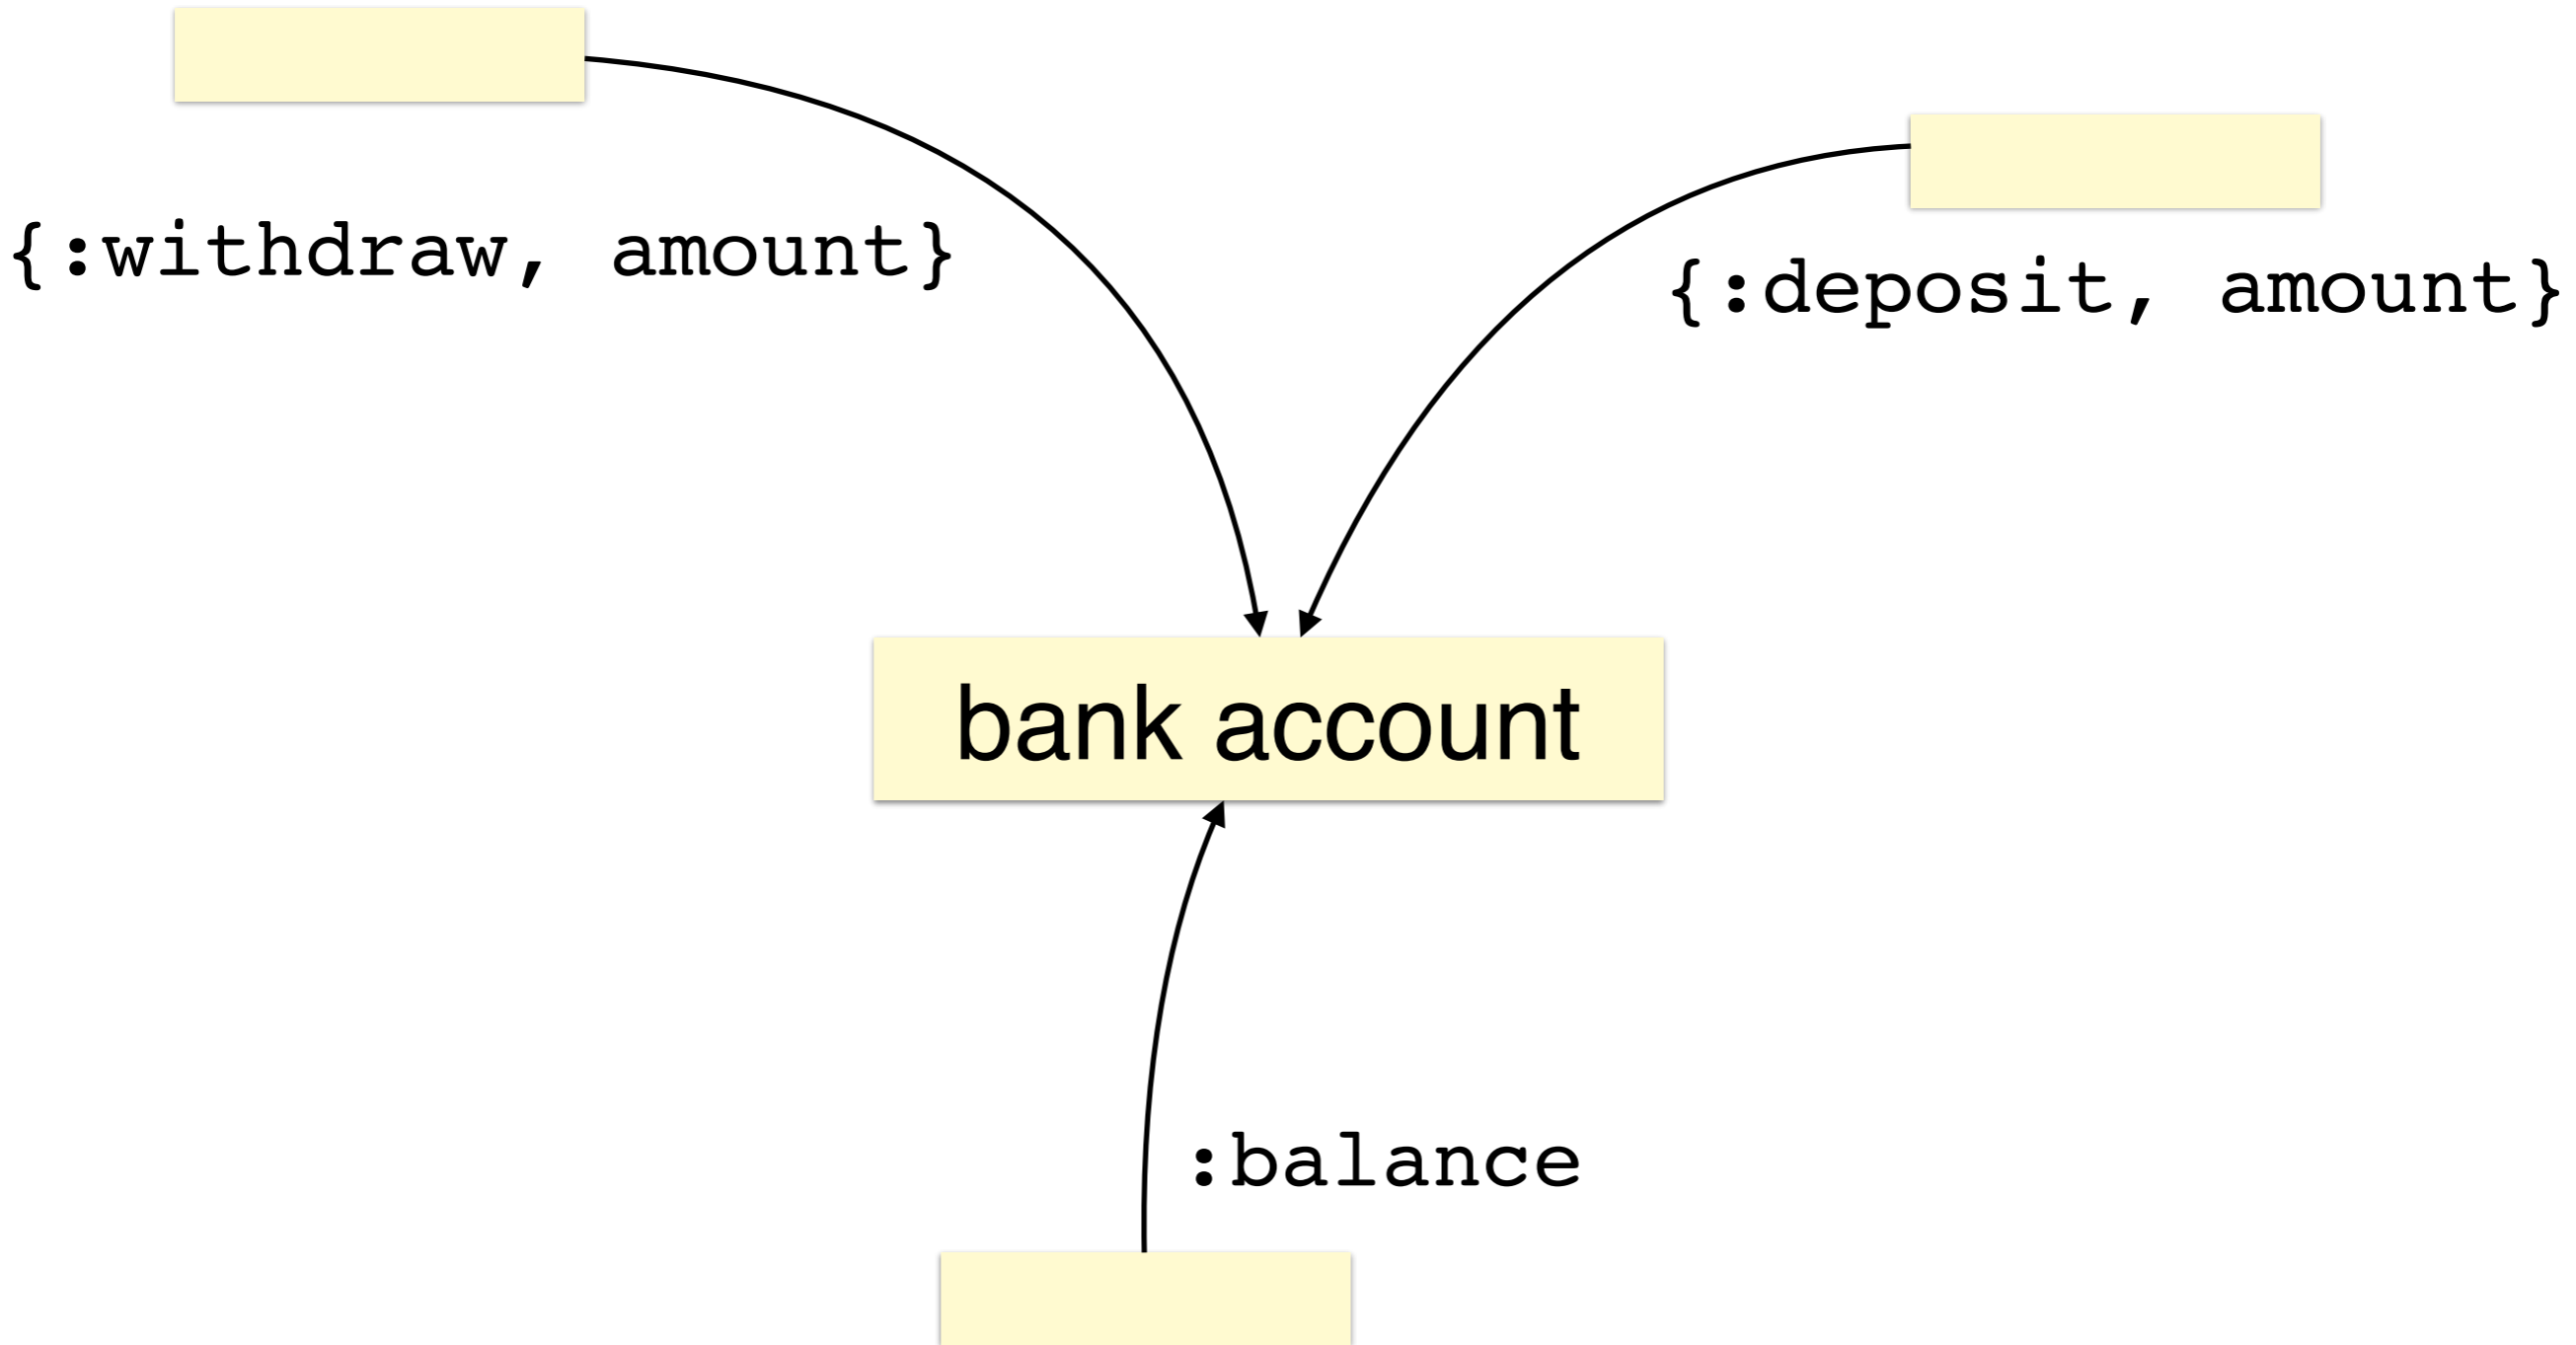 {:withdraw, amount}
{:deposit, amount}
bank account
:balance